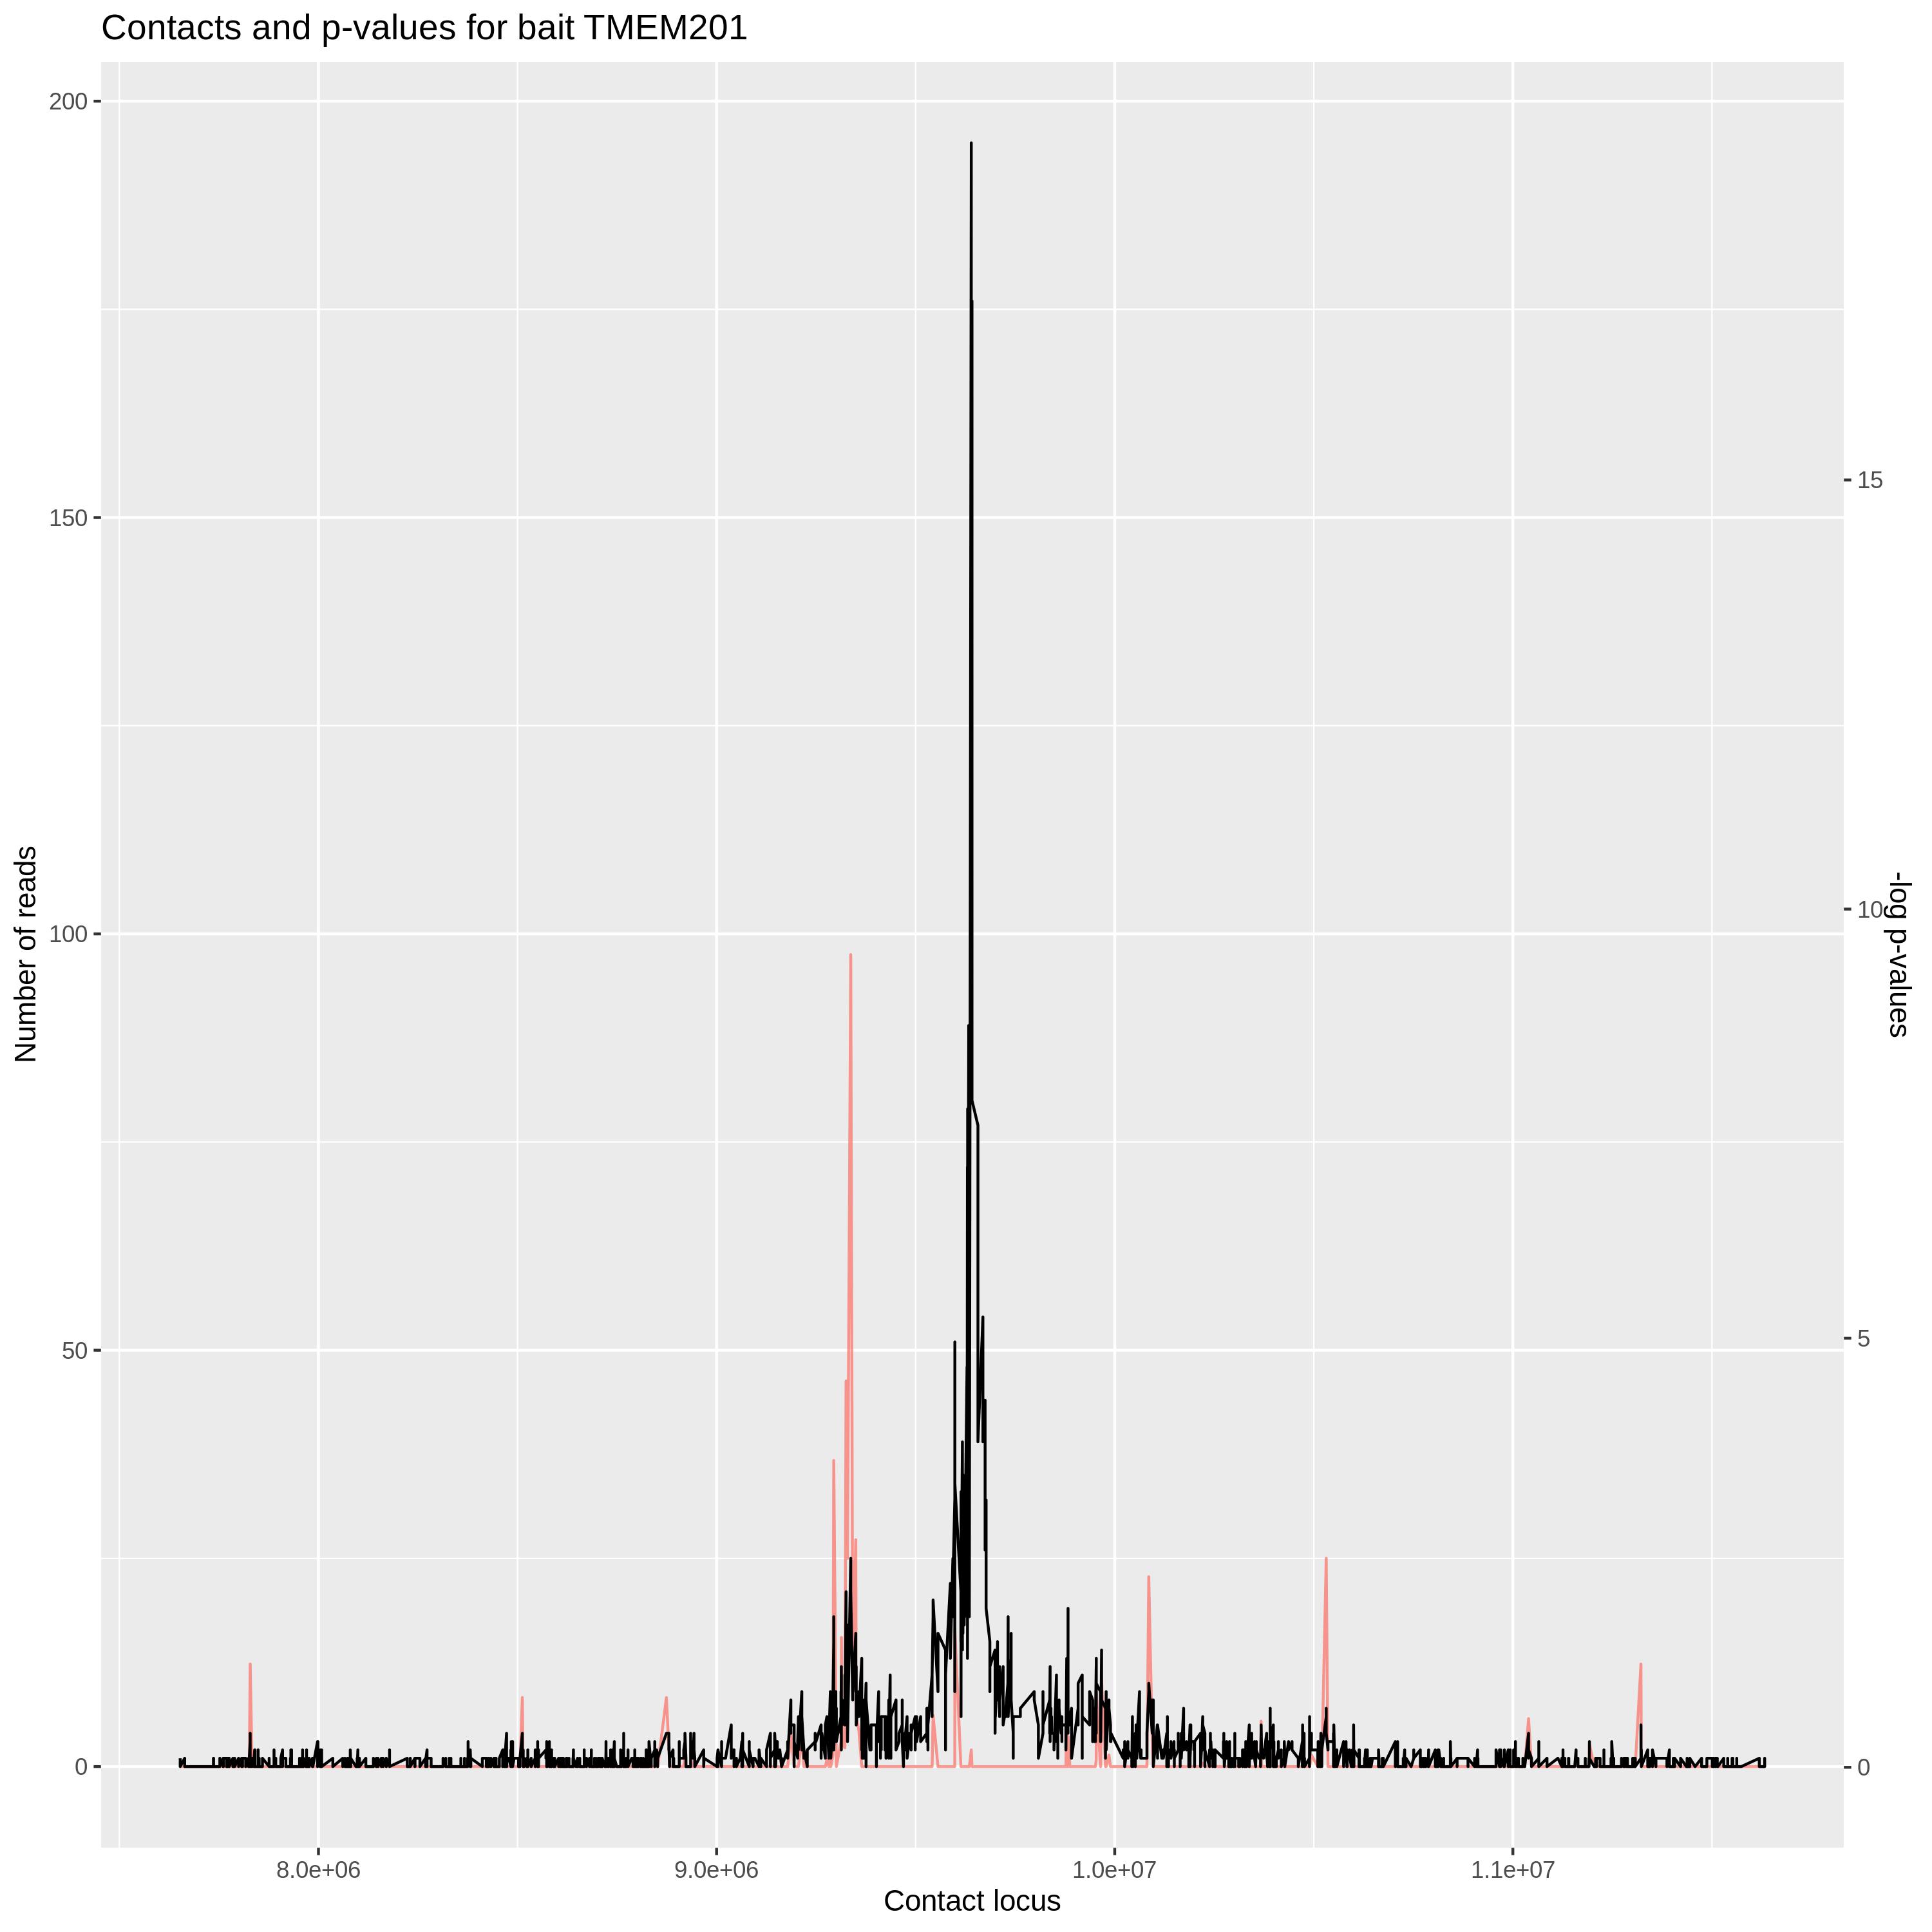 Contacts and p-values for bait TMEM201
200
150
100
50
0
Number of reads
15
10
5
0
-log p-values
8.0e+06 9.0e+06 1.0e+07 1.1e+07
Contact locus